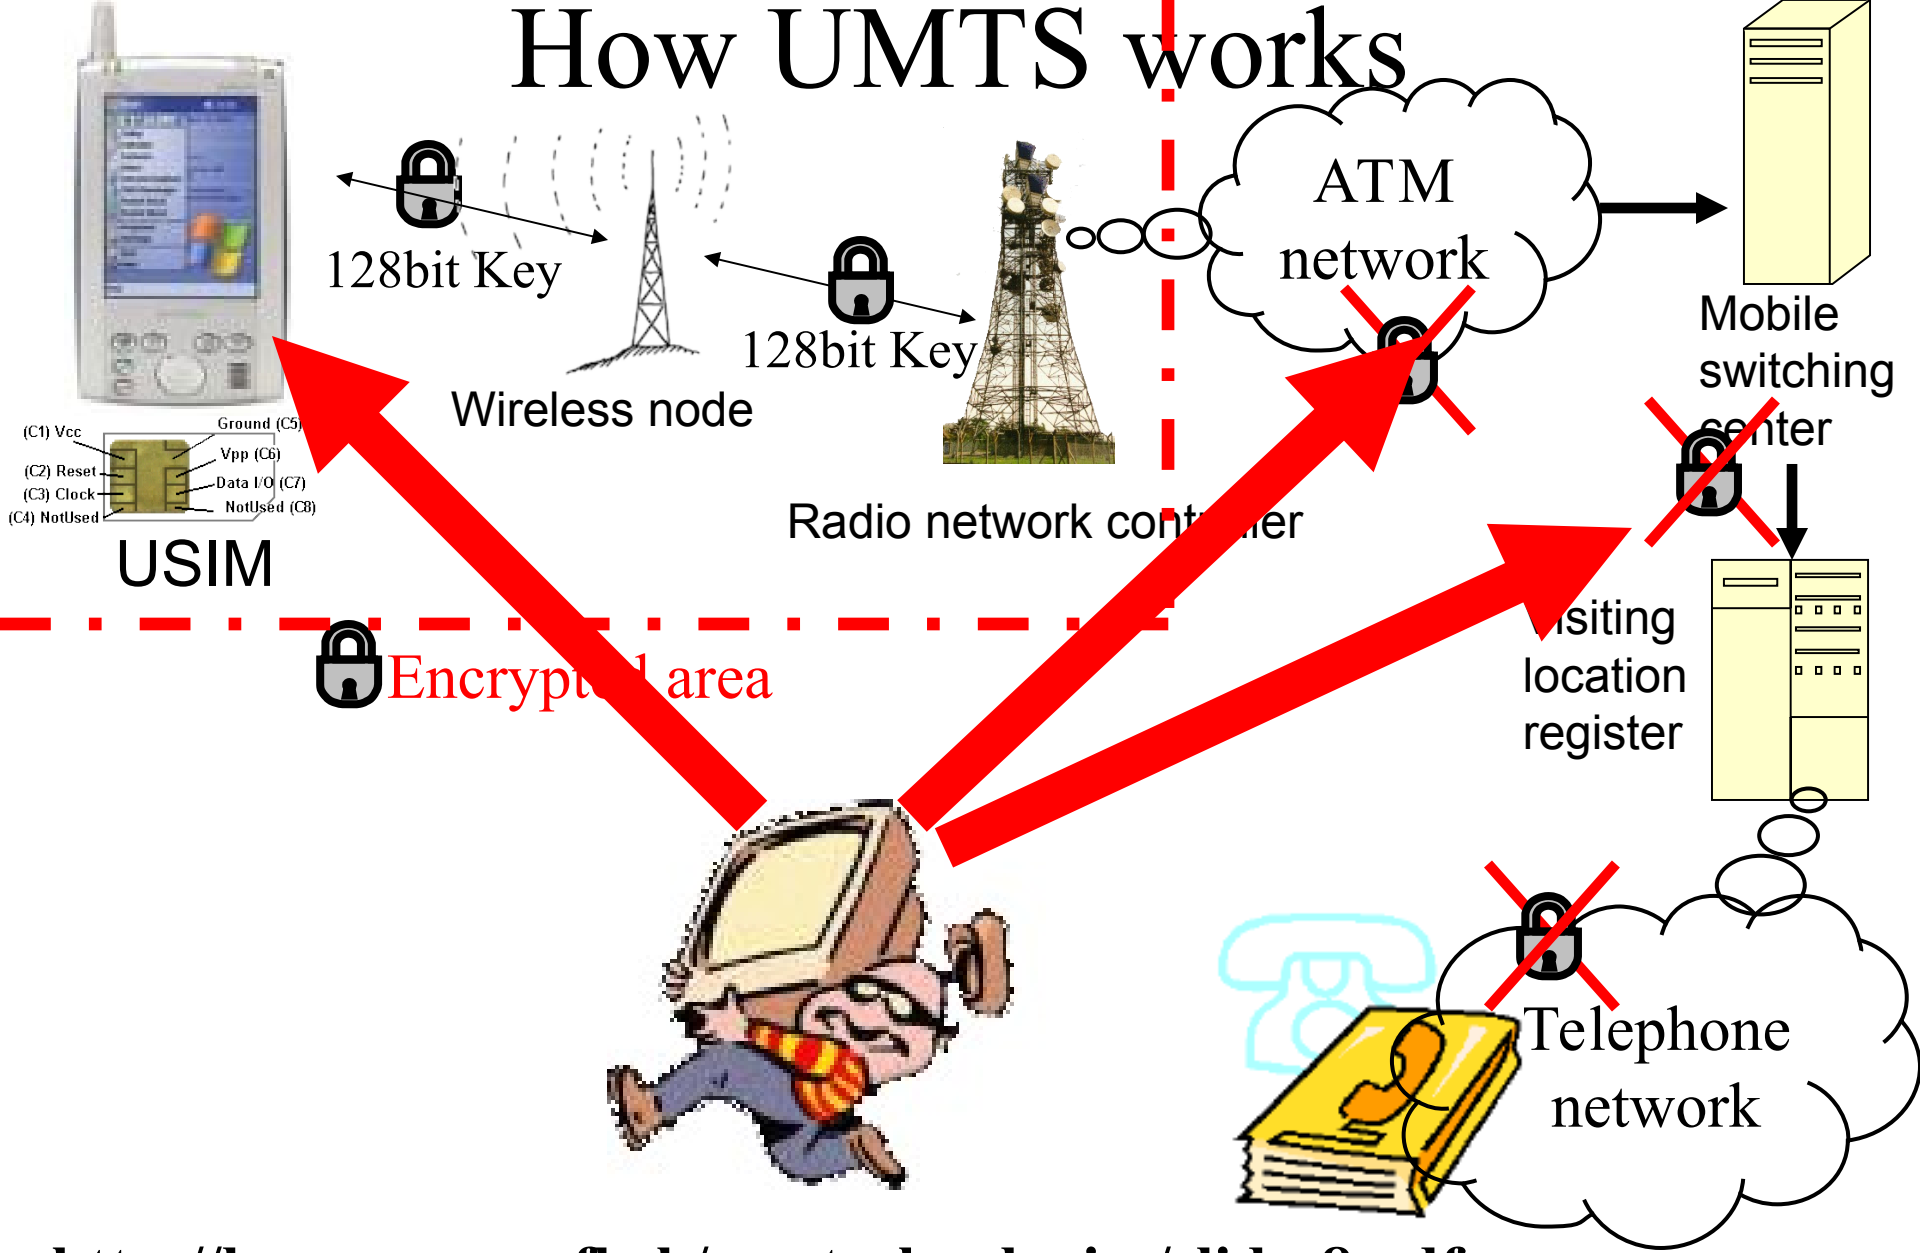 How UMTS works
ATM
network
128bit Key
128bit Key
Wireless node
Mobile
switching
center
(C1) Vcc
(C2) Reset
(C3) Clock
(C4) NotUsed
Ground (C5)
Vpp (C6)
Data I/O (C7)
NotUsed (C8)
USIM
Radio network controller
Encrypted area
Visiting
location
register
Telephone
network